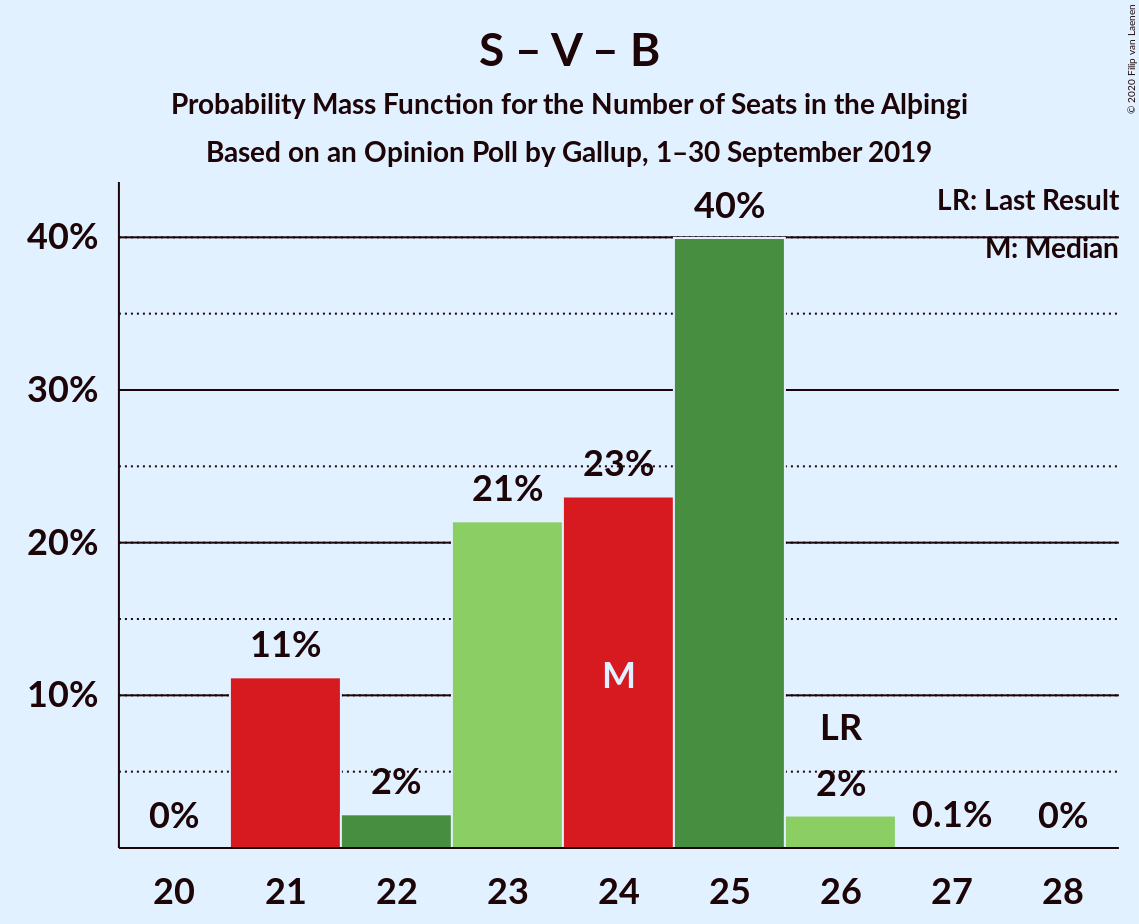 S – V – B
Probability Mass Function for the Number of Seats in the Alþingi
Based on an Opinion Poll by Gallup, 1–30 September 2019
© 2020 Filip van Laenen
LR: Last Result
M: Median
40%
30%
20%
10%
0%
11%
2%
21%
23%
M
40%
LR
2%
0.1%
0%
20 21 22 23 24 25 26 27 28